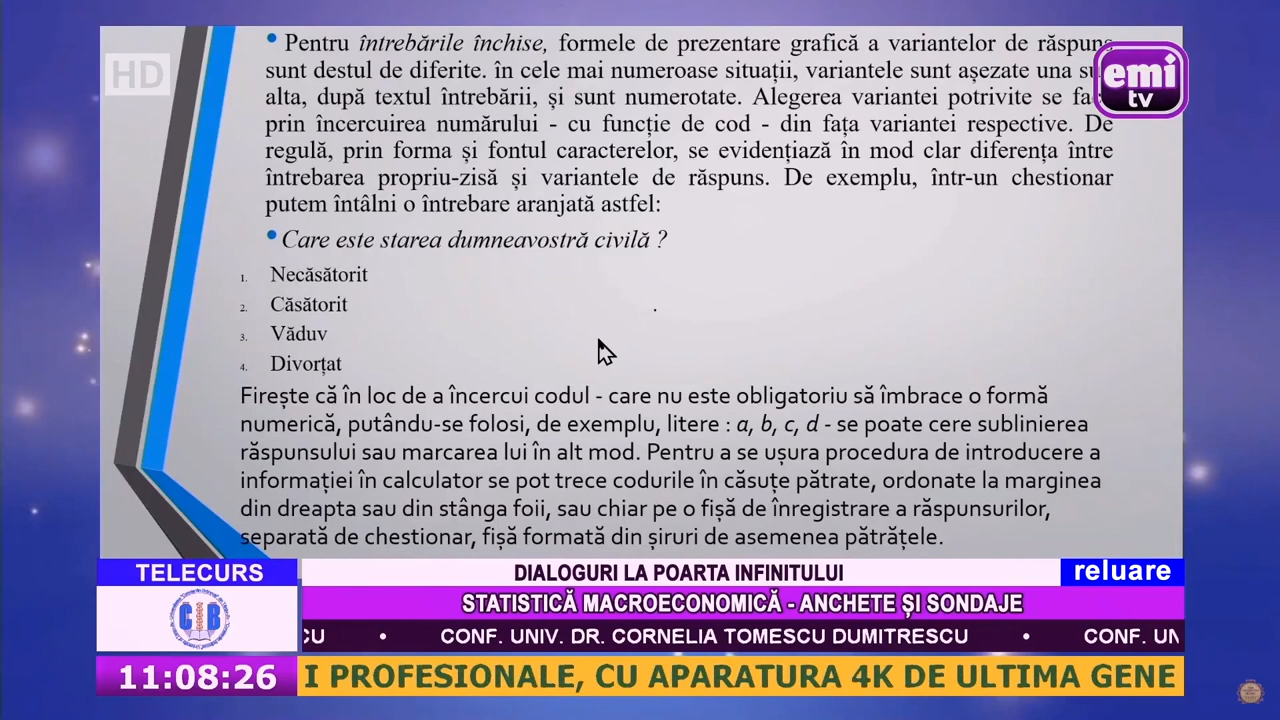 • Pentru întrebările închise, formele de prezentare grafică a variantelor de răspuns
sunt destul de diferite. în cele mai numeroase situații, variantele sunt așezate una
alta, după textul întrebării, și sunt numerotate. Alegerea variantei potrivite se
prin încercuirea numărului - cu funcție de cod - din fața variantei respective. De
regulă, prin forma și fontul caracterelor, se evidențiază în mod clar diferența între
întrebarea propriu-zisă și variantele de răspuns. De exemplu, într-un chestionar
putem întâlni o întrebare aranjată astfel:
• Care este starea dumneavostră civilă ?
1. Necăsătorit
2. Căsătorit
3. Văduv
4. Divorțat
Firește că în loc de a încercui codul - care nu este obligatoriu să îmbrace o formă
numerică, putându-se folosi, de exemplu, litere : a, b, c, d - se poate cere sublinierea
răspunsului sau marcarea lui în alt mod. Pentru a se ușura procedura de introducere a
informației în calculator se pot trece codurile în căsuțe pătrate, ordonate la marginea
din dreapta sau din stânga foii, sau chiar pe o fișă de înregistrare a răspunsurilor,
separată de chestionar, fișă formată din șiruri de asemenea pătrățele.
HD
emi
tv
TELECURS
DIALOGURI LA POARTA INFINITULUI
reluare
STATISTICĂ MACROECONOMICĂ - ANCHETE ȘI SONDAJE
CU • CONF. UNIV. DR. CORNELIA TOMESCU DUMITRESCU • CONF. UN
11:08:26
I PROFESIONALE, CU APARATURA 4K DE ULTIMA GENE